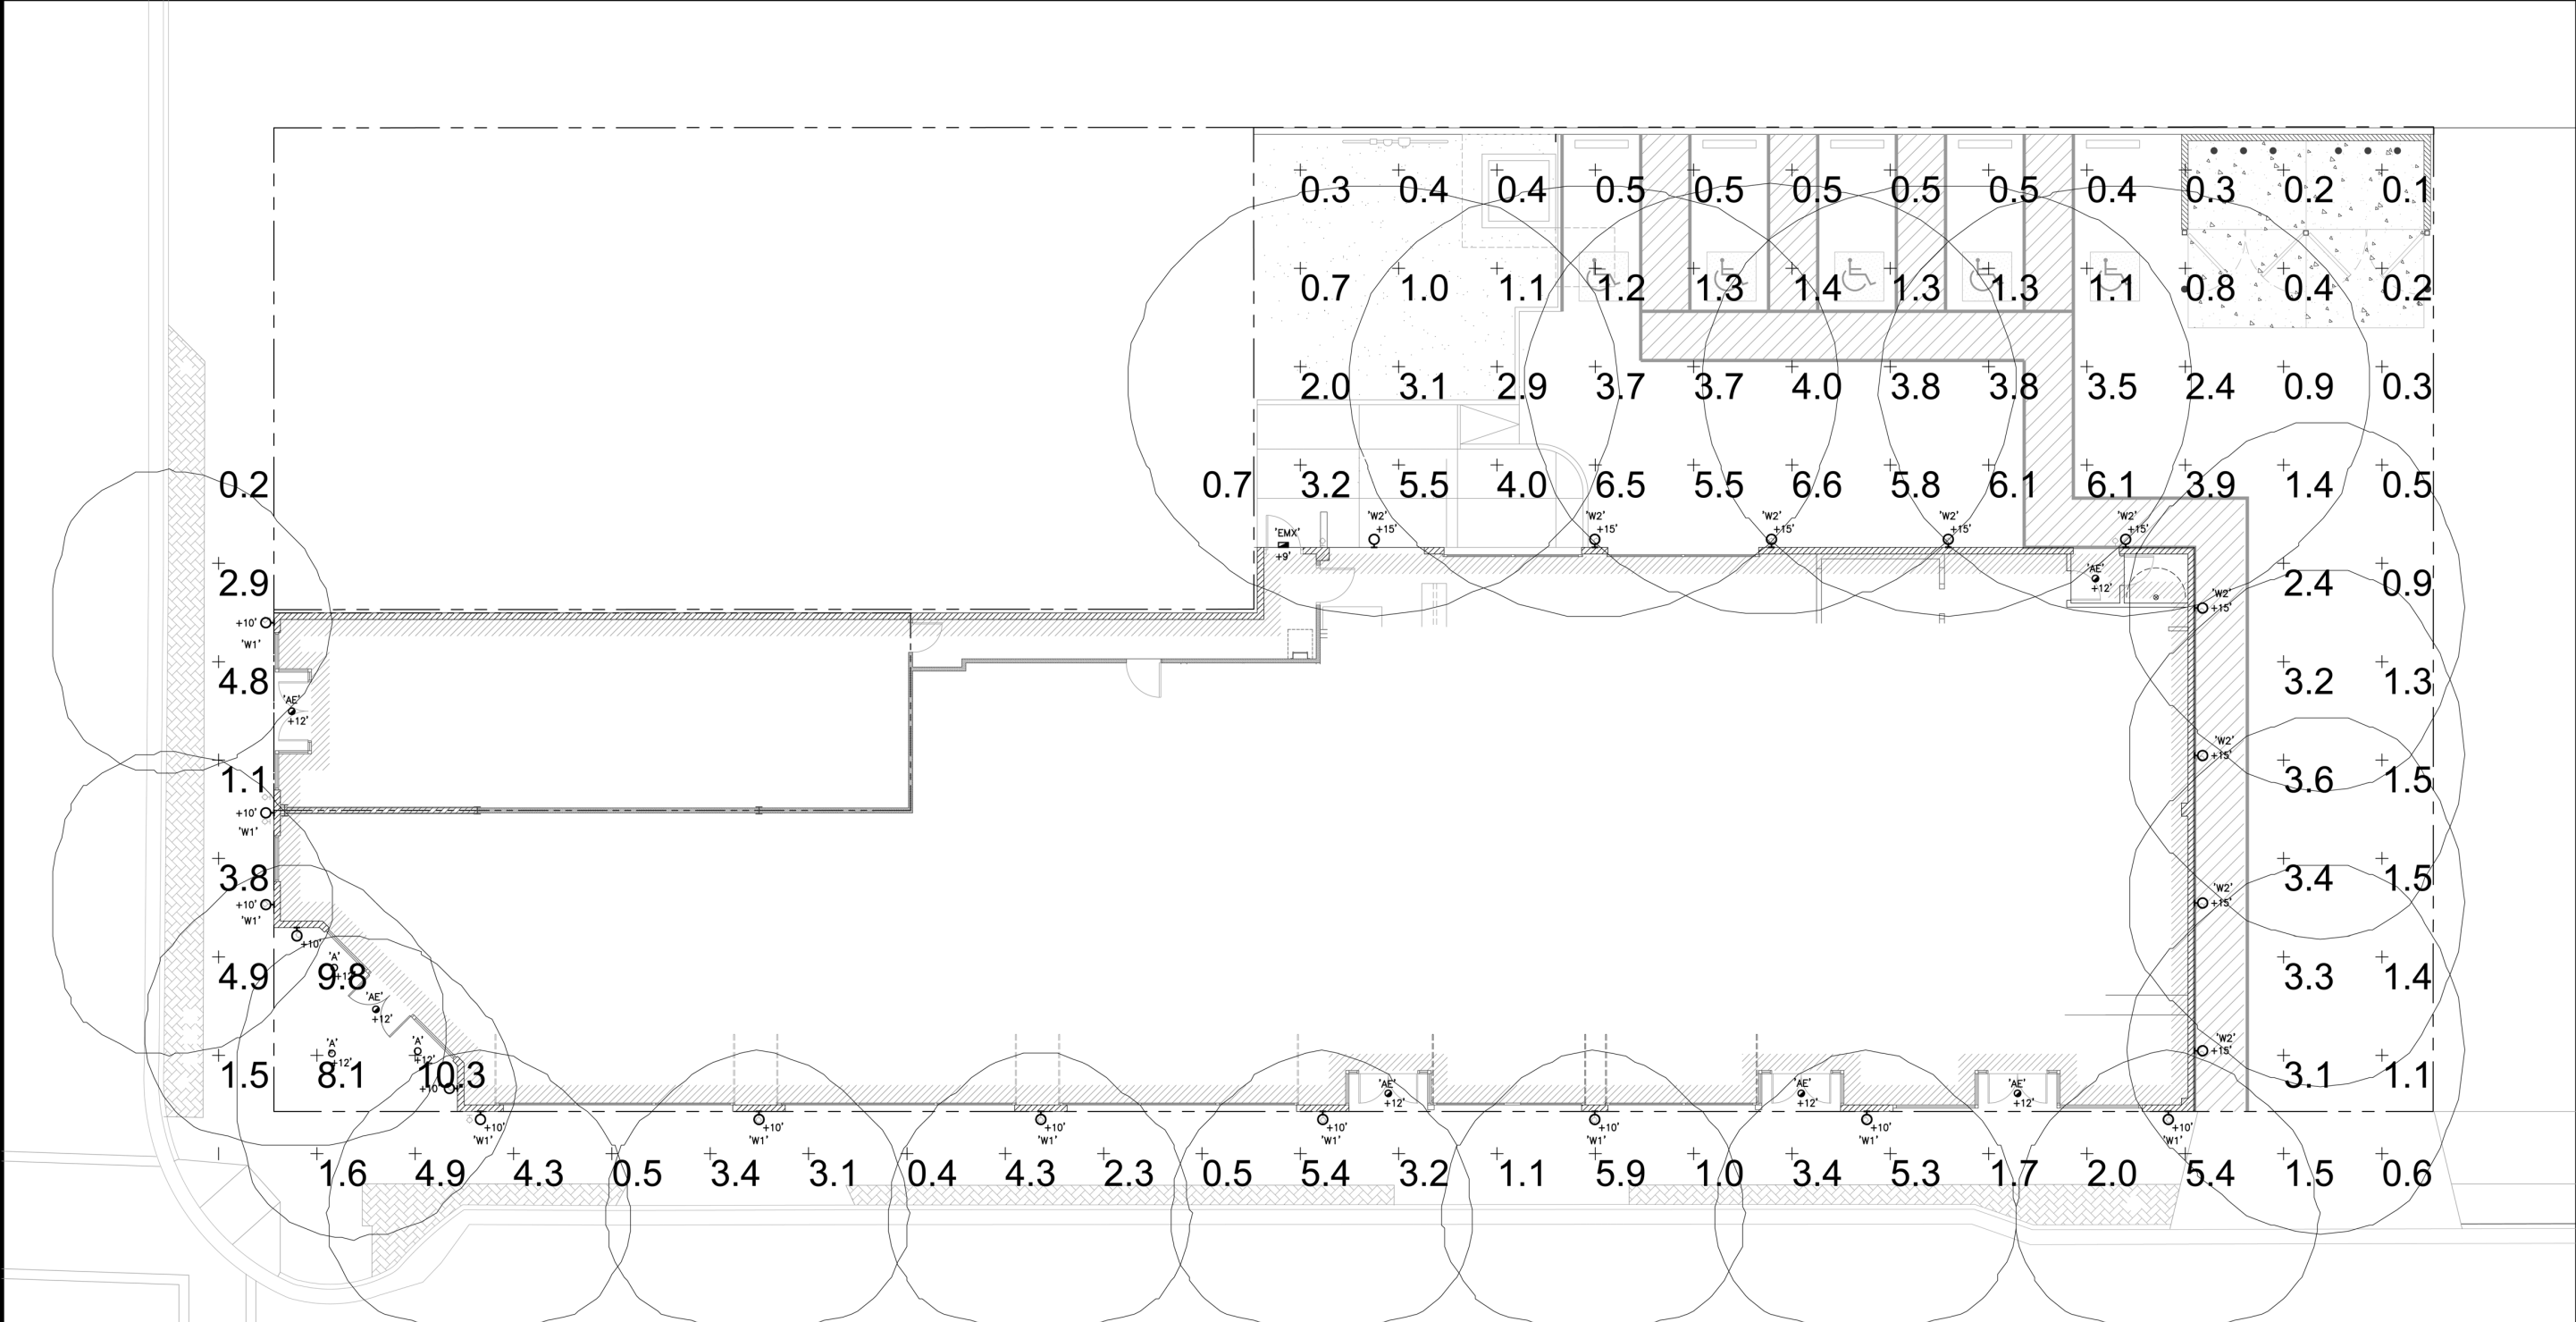 0.3 0.4 0.4 0.5 0.5 0.5 0.5 0.5 0.4 0.3 0.2 0.1
0.7 1.0 1.1 1.2 1.3 1.4 1.3 1.3 1.1 0.8 0.4 0.2
2.0 3.1 2.9 3.7 3.7 4.0 3.8 3.8 3.5 2.4 0.9 0.3
0.2 0.7 3.2 5.5 4.0 6.5 5.5 6.6 5.8 6.1 6.1 3.9 1.4 0.5
'EMX' 'W2' 'W2' 'W2' 'W2' 'W2'
+9' +15' +15' +15' +15' +15'
2.9 'AE' 2.4 0.9
+12'
'W2'
+15'
+10'
'W1'
4.8 3.2 1.3
'AE'
+12'
'W2'
+15'
1.1 3.6 1.5
+10'
'W1'
3.8 3.4 1.5
'W2'
+15'
+10'
'W1'
+10'
'A'
+12'
4.9 9.8 3.3 1.4
'AE'
+12'
'A' 'A' 'W2'
+12' +12' +15'
1.5 8.1 10.3 3.1 1.1
+10'
'AE' 'AE' 'AE'
+12' +12' +12'
+10' +10' +10' +10' +10' +10' +10'
'W1' 'W1' 'W1' 'W1' 'W1' 'W1' 'W1'
1.6 4.9 4.3 0.5 3.4 3.1 0.4 4.3 2.3 0.5 5.4 3.2 1.1 5.9 1.0 3.4 5.3 1.7 2.0 5.4 1.5 0.6